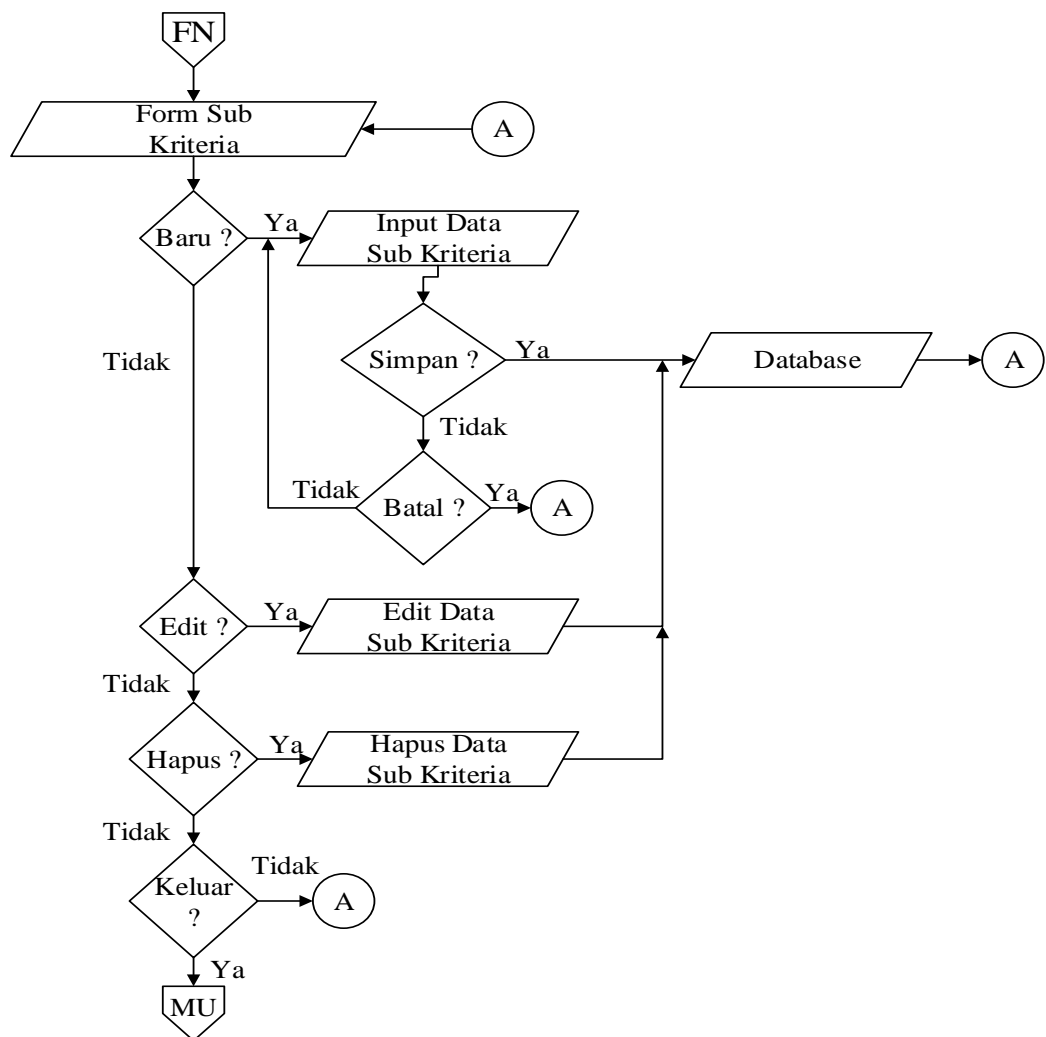 FN
Form Sub
Kriteria
A
Baru ?
Ya
Input Data
Sub Kriteria
Tidak
Simpan ?
Ya
Database
A
Tidak
Tidak
Batal ?
Ya
A
Edit ?
Ya
Edit Data
Sub Kriteria
Tidak
Hapus ?
Ya
Hapus Data
Sub Kriteria
Tidak
Keluar
?
Tidak
A
Ya
MU